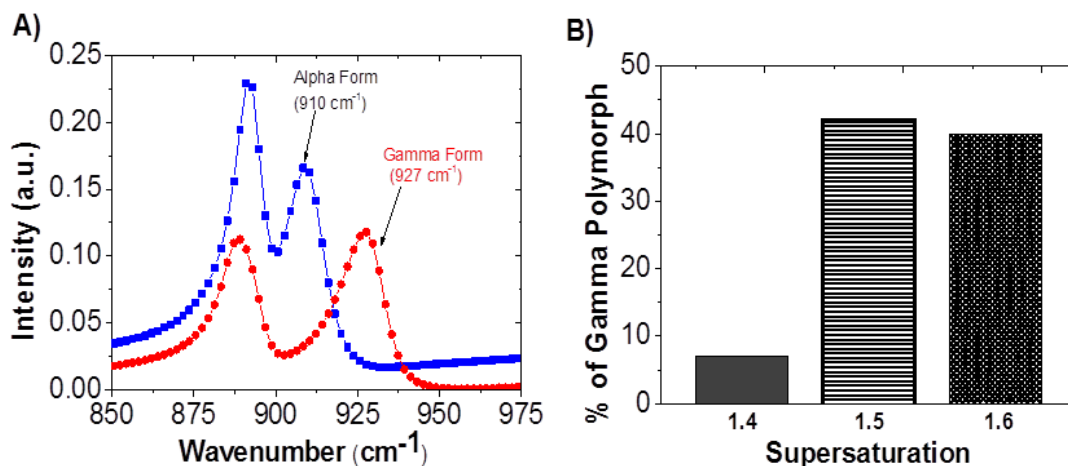 A)
Intensity (a.u.)
0.25
0.20
0.15
0.10
0.05
0.00
Alpha Form
(910 cm-1)
Gamma Form
(927 cm-1)
850 875 900 925 950 975
Wavenumber (cm-1)
B)
% of Gamma Polymorph
50
40
30
20
10
0
1.4 1.5 1.6
Supersaturation